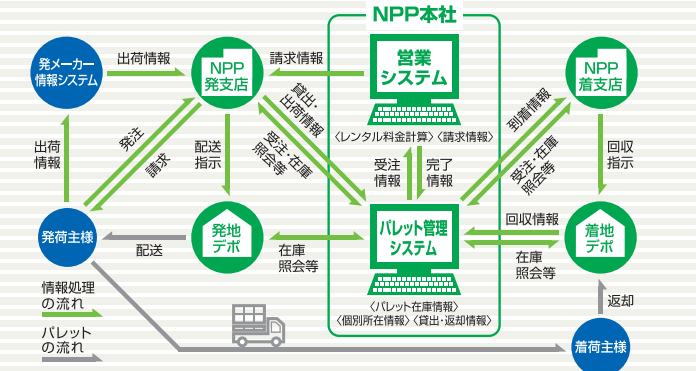 NPP本社
発メーカー
情報システム
出荷情報
NPP
発支店
請求情報
営業
システム
NPP
着支店
貸出・
出荷情報
到着情報
〈レンタル料金計算〉〈請求情報〉
出荷
情報
発注
請求
配送
指示
受注・在庫
照会等
受注
情報
完了
情報
受注・在庫
照会等
回収
指示
発荷主様
配送
発地
デポ
在庫
照会等
パレット管理
システム
回収情報
在庫
照会等
着地
デポ
情報処理
の流れ
パレット
の流れ
〈パレット在庫情報〉
〈個別所在情報〉〈貸出・返却情報〉
返却
着荷主様